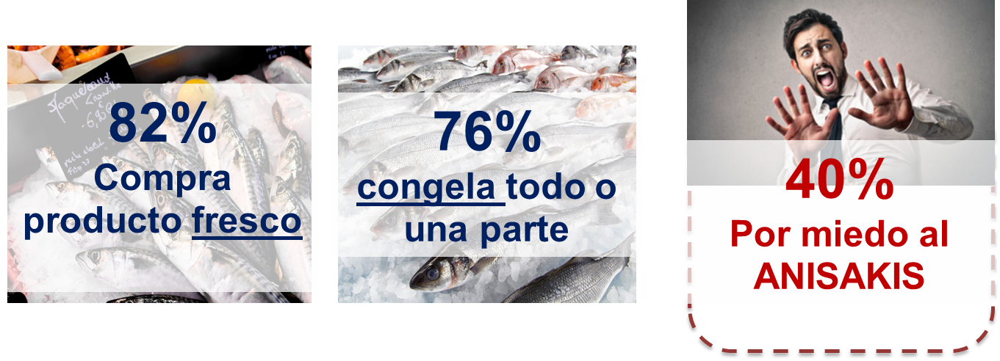 82%
Compra
producto fresco
76%
congela todo o
una parte
40%
Por miedo al
ANISAKIS